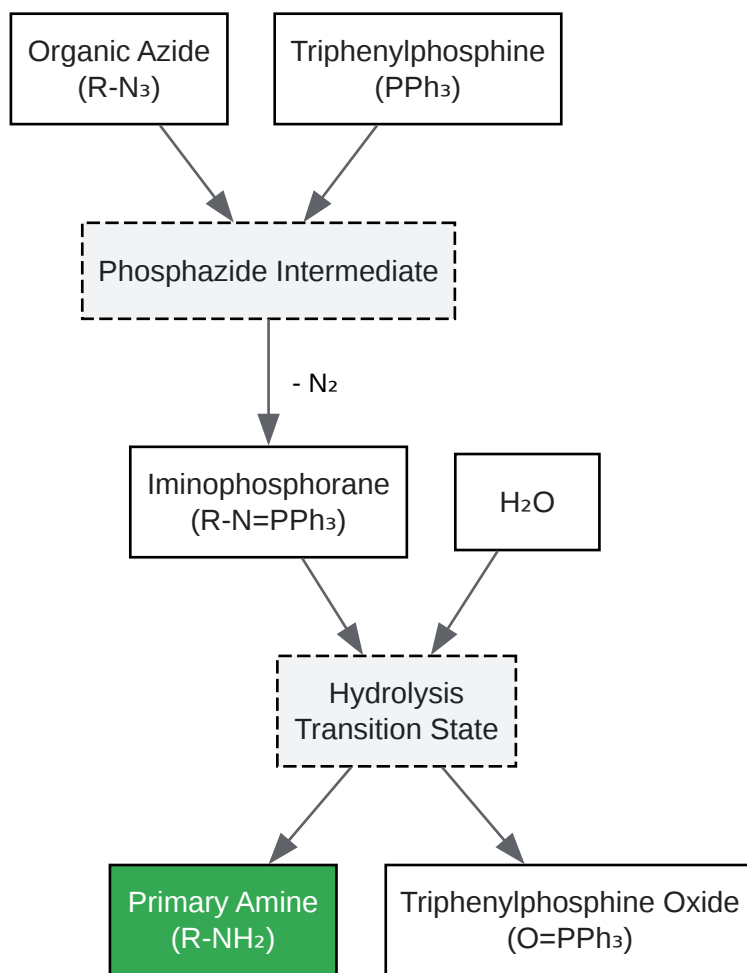 Organic Azide
(R-N₃)
Triphenylphosphine
(PPh₃)
Phosphazide Intermediate
- N₂
Iminophosphorane
(R-N=PPh₃)
H₂O
Hydrolysis
Transition State
Primary Amine
(R-NH₂)
Triphenylphosphine Oxide
(O=PPh₃)